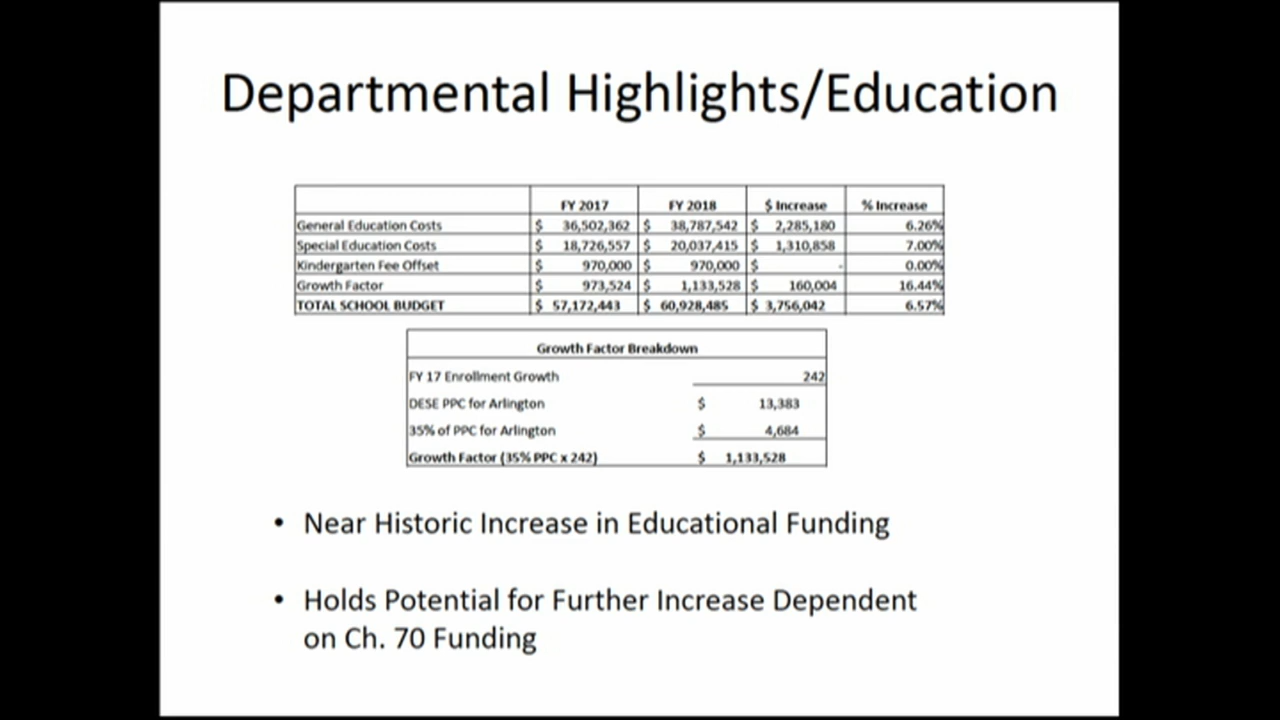 Departmental Highlights/Education
FY 2017 FY 2018 $ Increase % Increase
General Education Costs $ 36,502,362 $ 38,787,542 $ 2,285,180 6.26%
Special Education Costs $ 18,726,557 $ 20,037,415 $ 1,310,858 7.00%
Kindergarten Fee Offset $ 970,000 $ 970,000 $ - 0.00%
Growth Factor $ 973,524 $ 1,133,528 $ 160,004 16.44%
TOTAL SCHOOL BUDGET $ 57,172,443 $ 60,928,485 $ 3,756,042 6.57%
Growth Factor Breakdown
FY 17 Enrollment Growth 242
DESE PPC for Arlington $ 13,383
35% of PPC for Arlington $ 4,684
Growth Factor (35% PPC x 242) $ 1,133,528
• Near Historic Increase in Educational Funding
• Holds Potential for Further Increase Dependent
on Ch. 70 Funding